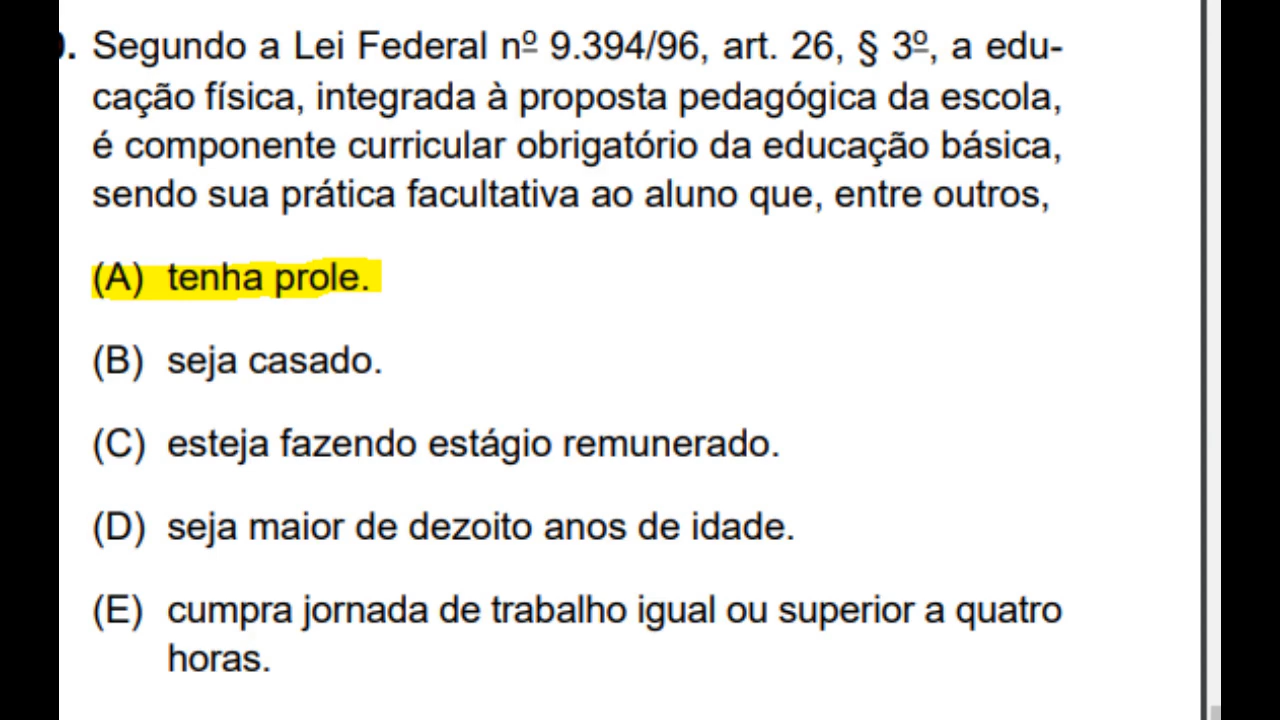 . Segundo a Lei Federal nº 9.394/96, art. 26, § 3º, a edu-
cação física, integrada à proposta pedagógica da escola,
é componente curricular obrigatório da educação básica,
sendo sua prática facultativa ao aluno que, entre outros,
(A) tenha prole.
(B) seja casado.
(C) esteja fazendo estágio remunerado.
(D) seja maior de dezoito anos de idade.
(E) cumpra jornada de trabalho igual ou superior a quatro
horas.